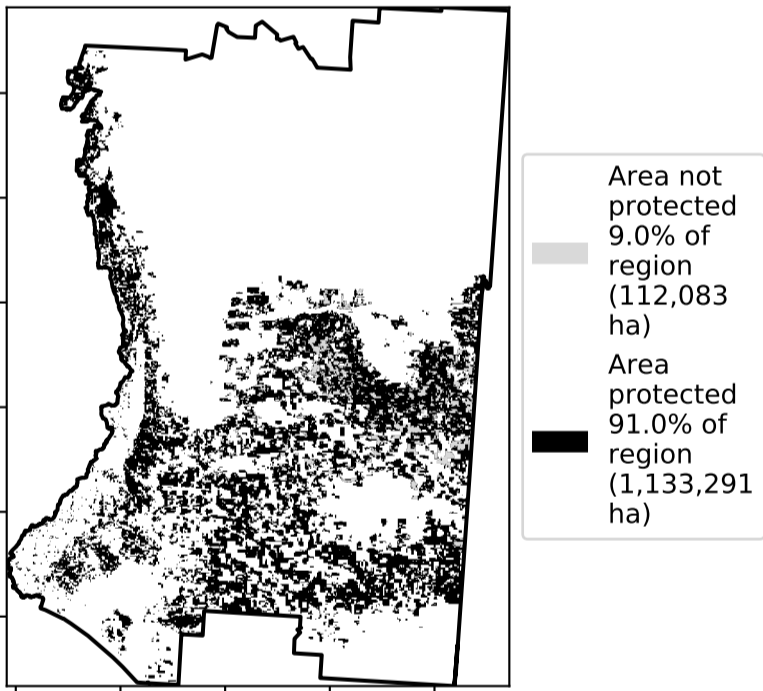 Area not
protected
9.0% of
region
(112,083
ha)
Area
protected
91.0% of
region
(1,133,291
ha)